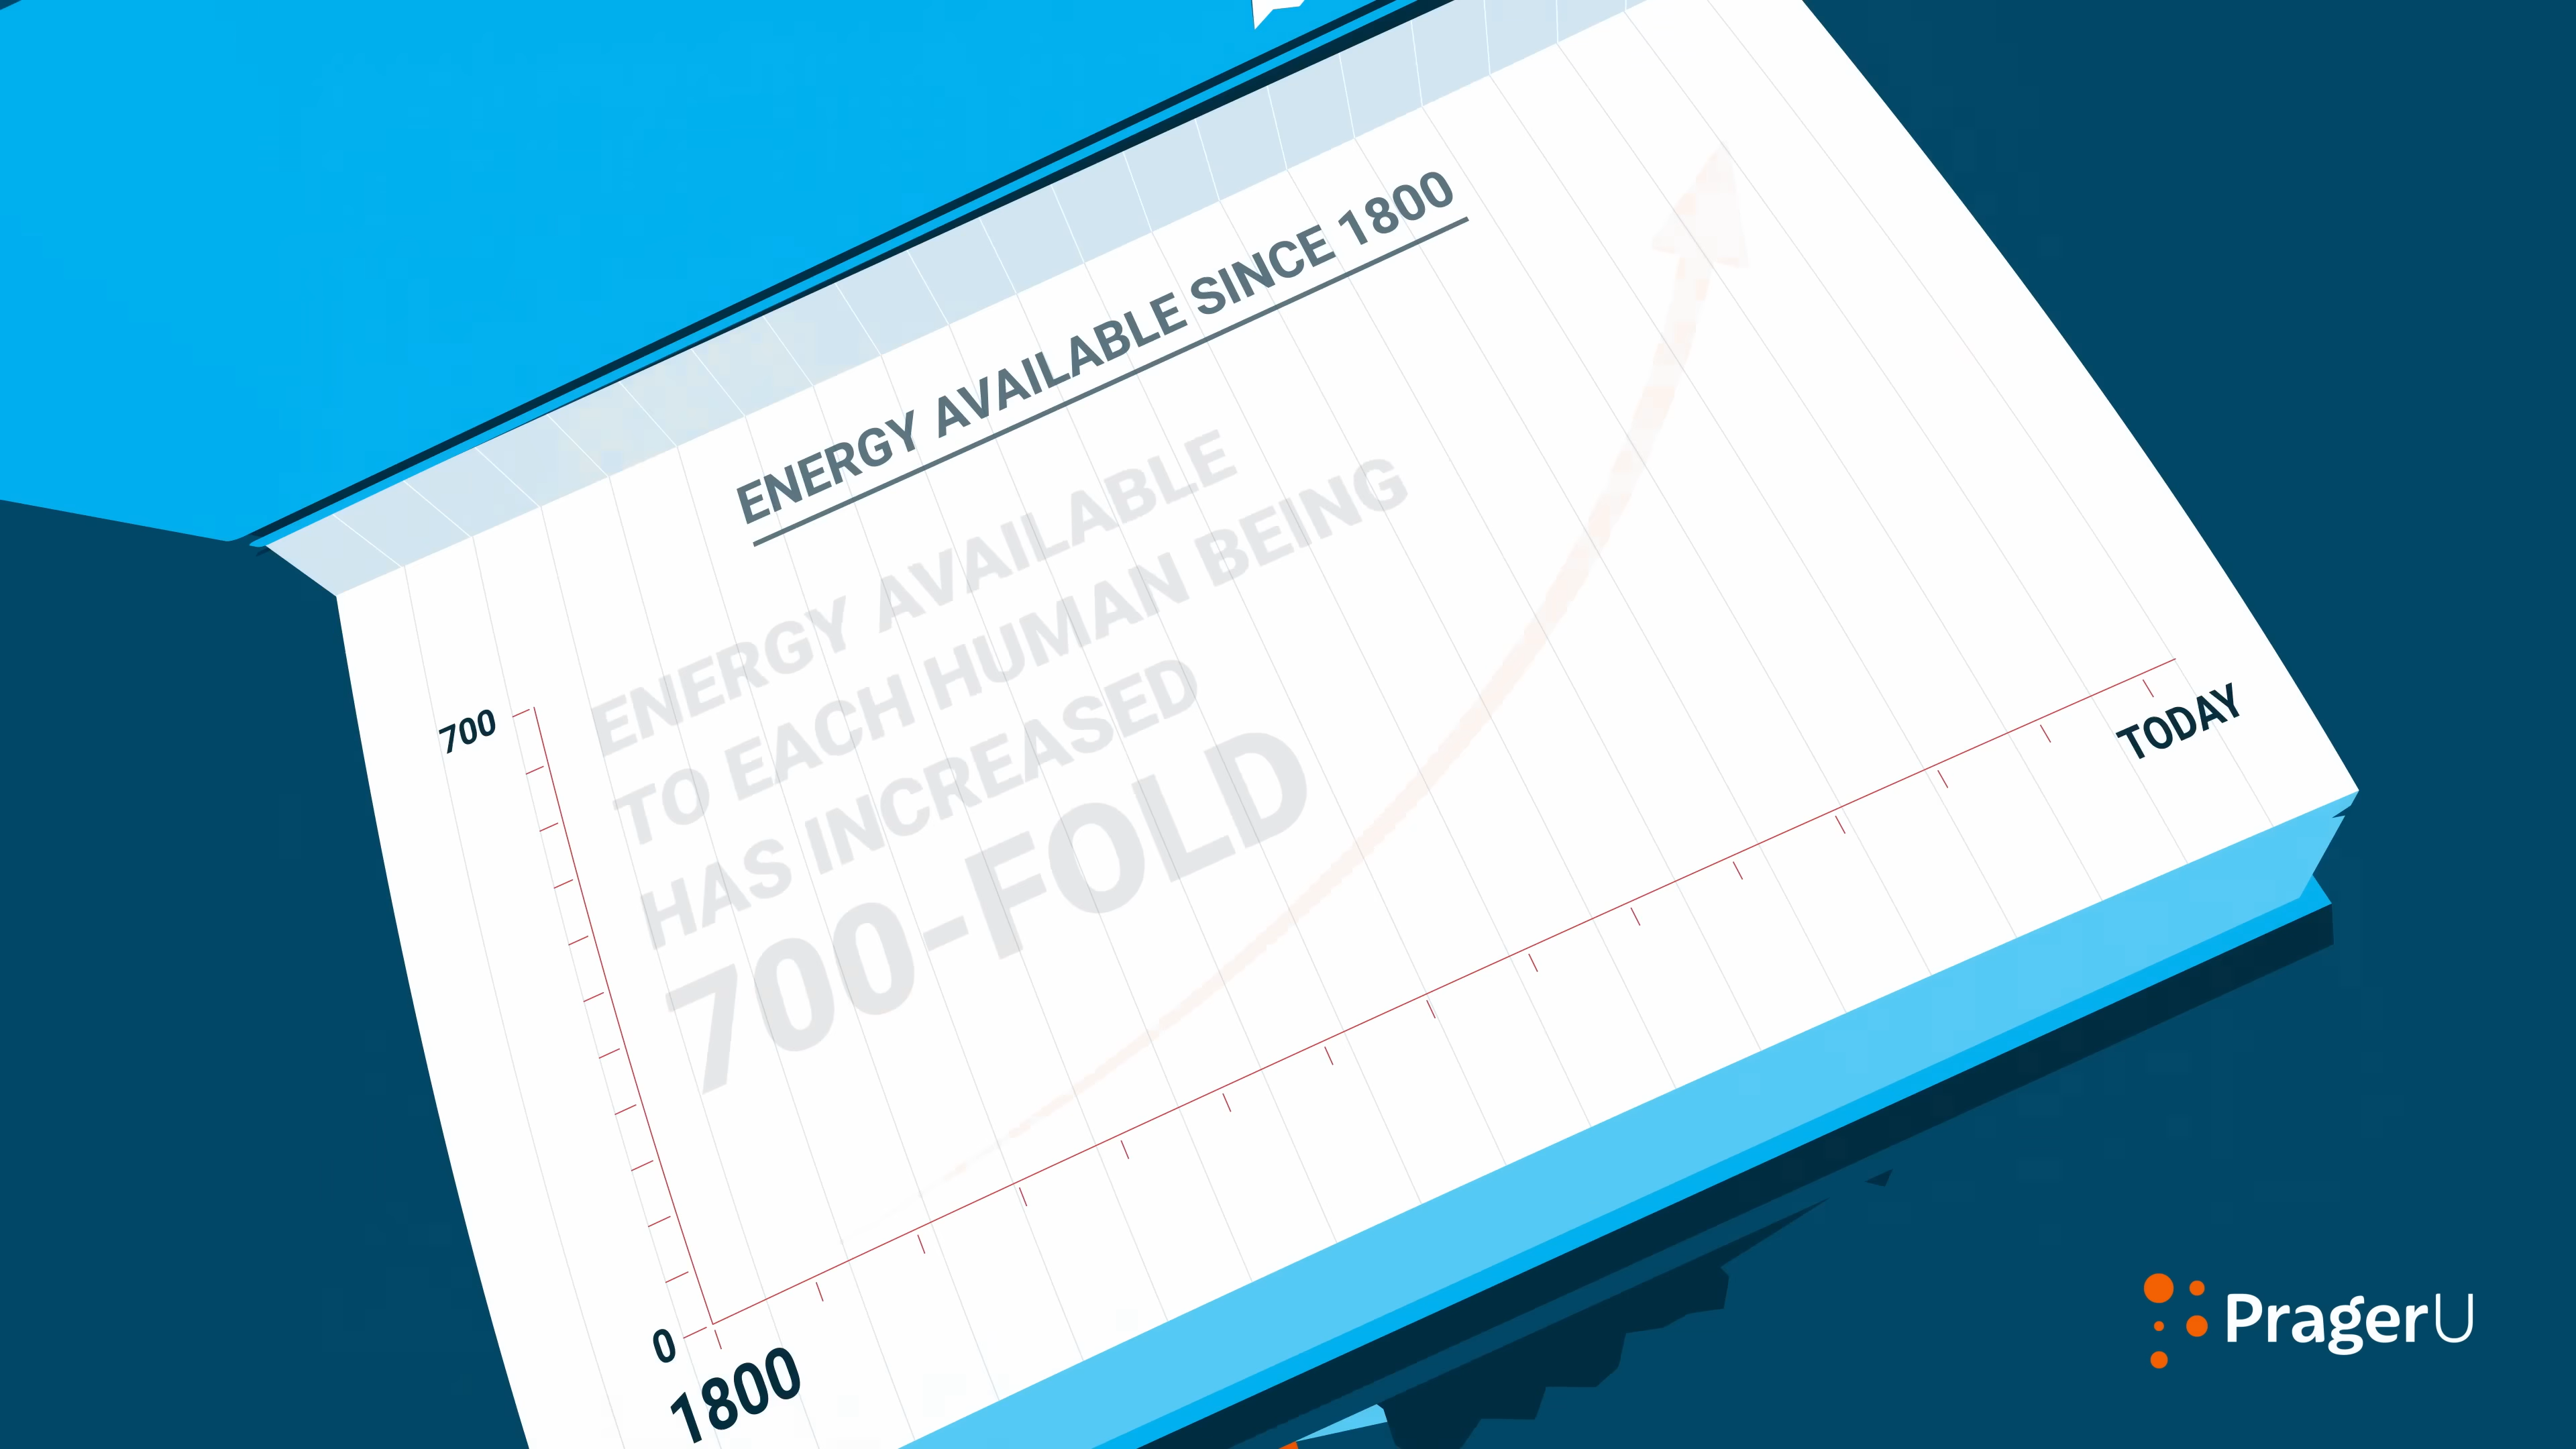 ENERGY AVAILABLE SINCE 1800
ENERGY AVAILABLE
TO EACH HUMAN BEING
HAS INCREASED
700-FOLD
700
0
1800
TODAY
PragerU